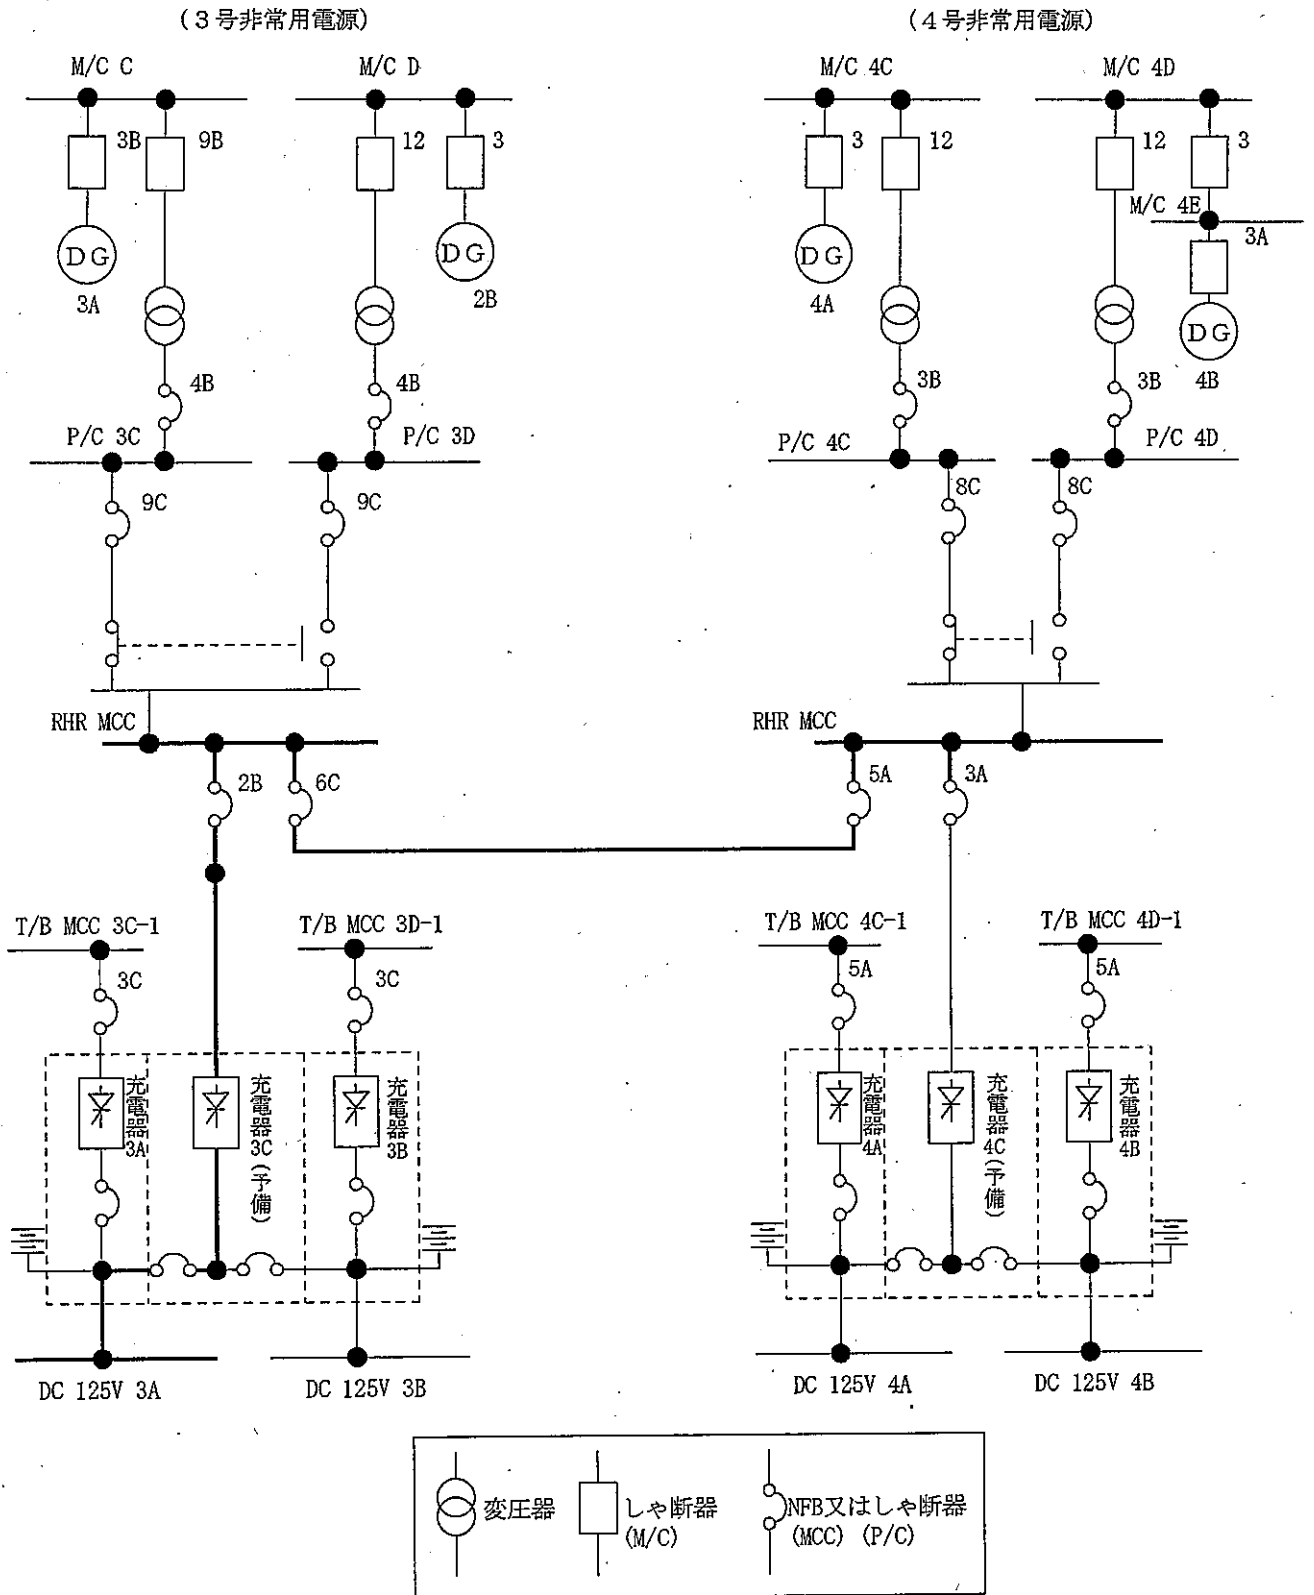 (3号非常用電源)
(4号非常用電源)
M/C C
M/C D
M/C 4C
M/C 4D
3B
9B
12
3
3
12
12
3
M/C 4E
3A
DG
3A
DG
2B
DG
4A
DG
4B
4B
4B
3B
3B
P/C 3C
P/C 3D
P/C 4C
P/C 4D
9C
9C
8C
8C
RHR MCC
RHR MCC
2B
6C
5A
3A
T/B MCC 3C-1
T/B MCC 3D-1
T/B MCC 4C-1
T/B MCC 4D-1
3C
3C
5A
5A
充電器3A
充電器3C(予備)
充電器3B
充電器4A
充電器4C(予備)
充電器4B
DC 125V 3A
DC 125V 3B
DC 125V 4A
DC 125V 4B
変圧器
しゃ断器
(M/C)
NFB又はしゃ断器
(MCC) (P/C)